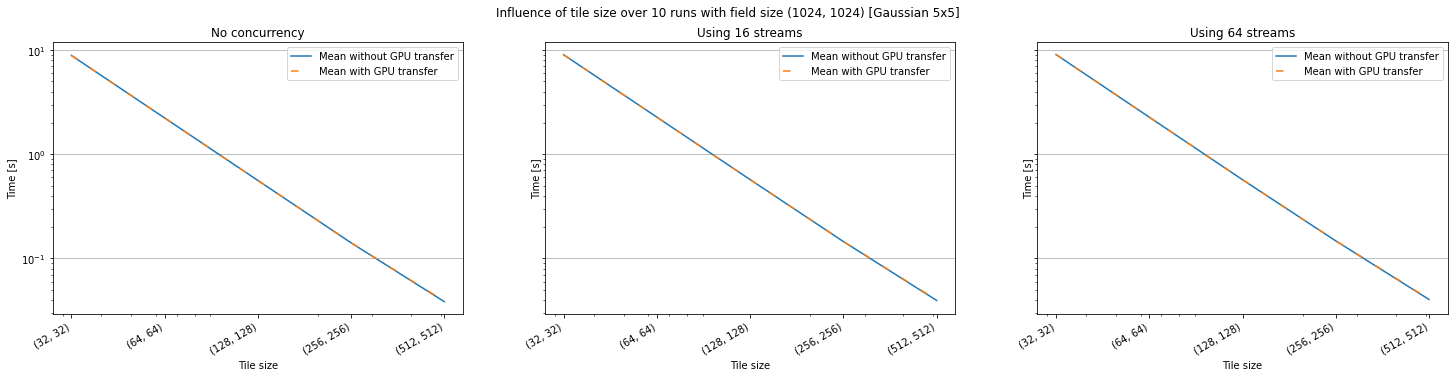 Influence of tile size over 10 runs with field size (1024, 1024) [Gaussian 5x5]
No concurrency
Mean without GPU transfer
Mean with GPU transfer
10¹
10⁰
10⁻¹
Time [s]
(32, 32)
(64, 64)
(128, 128)
(256, 256)
(512, 512)
Tile size
Using 16 streams
Mean without GPU transfer
Mean with GPU transfer
Time [s]
(32, 32)
(64, 64)
(128, 128)
(256, 256)
(512, 512)
Tile size
Using 64 streams
Mean without GPU transfer
Mean with GPU transfer
Time [s]
(32, 32)
(64, 64)
(128, 128)
(256, 256)
(512, 512)
Tile size